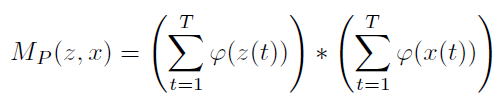 M_P(z, x) = \left( \sum_{t=1}^{T} \varphi(z(t)) \right) * \left( \sum_{t=1}^{T} \varphi(x(t)) \right)